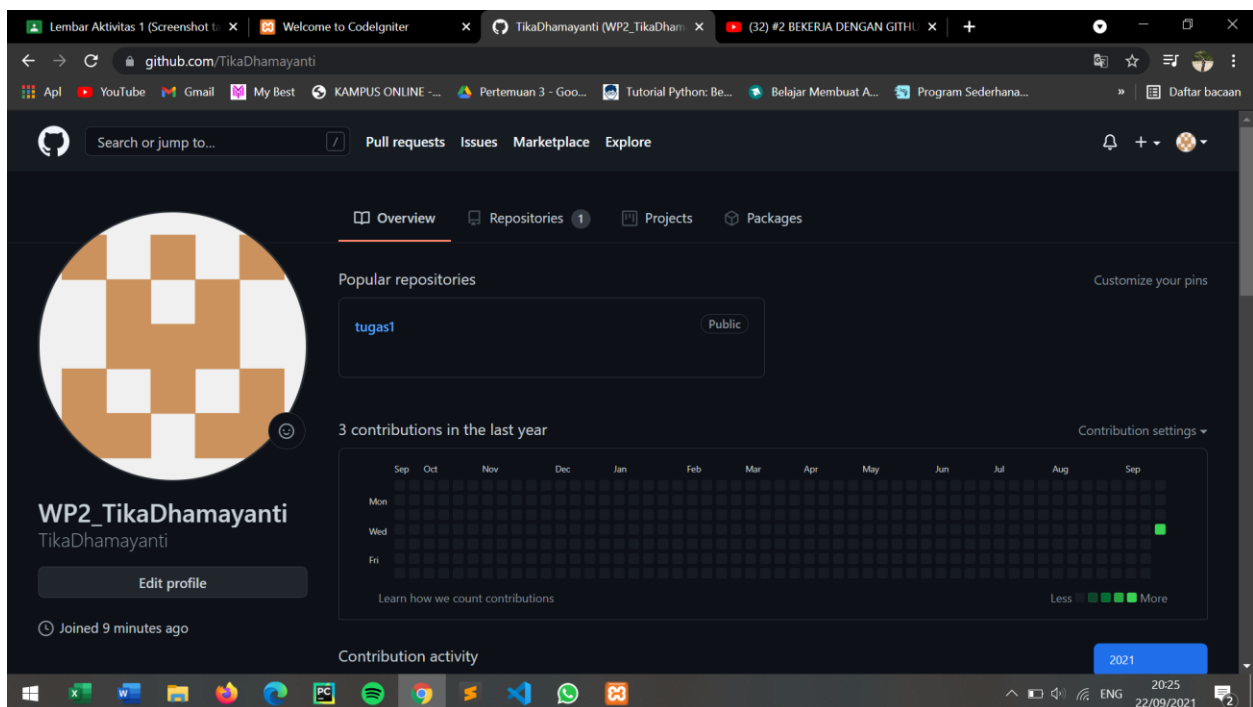 Lembar Aktivitas 1 (Screenshot ta
Welcome to CodeIgniter
TikaDhamayanti (WP2_TikaDham
(32) #2 BEKERJA DENGAN GITHU
github.com/TikaDhamayanti
Apl
YouTube
Gmail
My Best
KAMPUS ONLINE -...
Pertemuan 3 - Goo...
Tutorial Python: Be...
Belajar Membuat A...
Program Sederhana...
»
Daftar bacaan
Search or jump to...
/
Pull requests
Issues
Marketplace
Explore
Overview
Repositories 1
Projects
Packages
Popular repositories
Customize your pins
tugas1
Public
3 contributions in the last year
Contribution settings
Sep Oct Nov Dec Jan Feb Mar Apr May Jun Jul Aug Sep
Mon
Wed
Fri
Learn how we count contributions
Less
More
WP2_TikaDhamayanti
TikaDhamayanti
Edit profile
Joined 9 minutes ago
Contribution activity
2021
ENG
20:25
22/09/2021
2